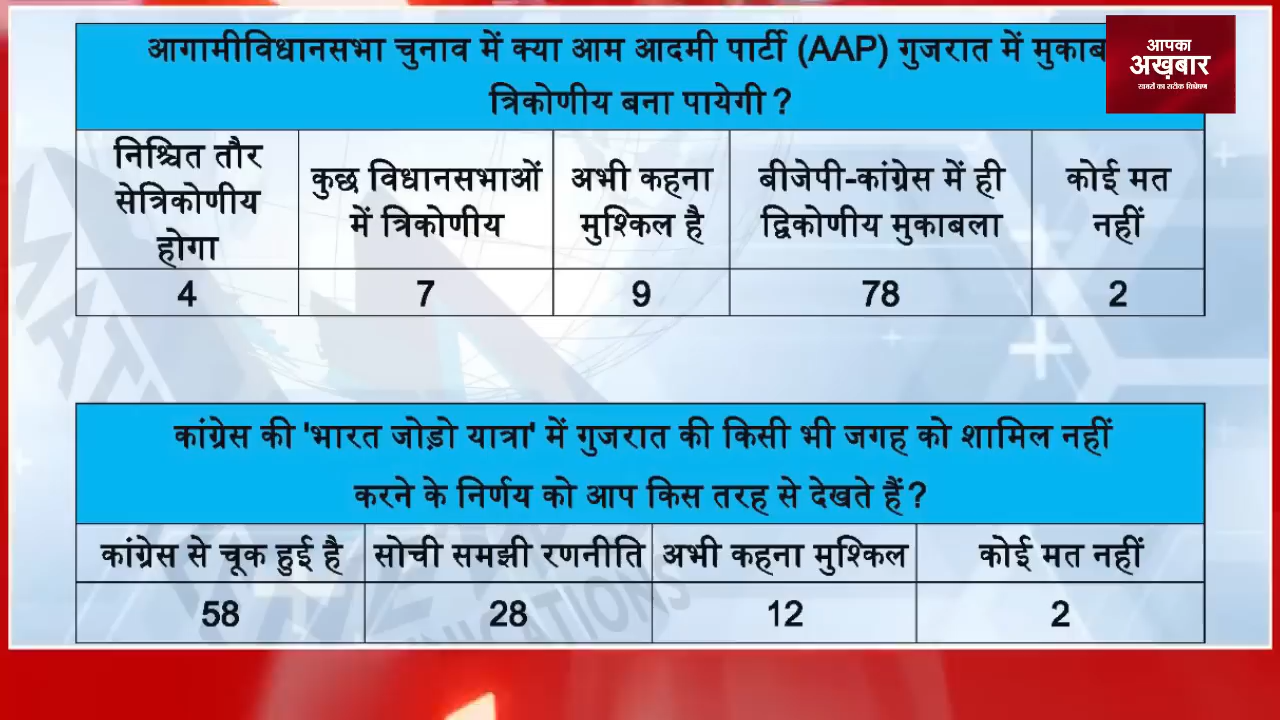 आगामीविधानसभा चुनाव में क्या आम आदमी पार्टी (AAP) गुजरात में
त्रिकोणीय बना पायेगी ?
आपका
अख़बार
निश्चित तौर
सेत्रिकोणीय
होगा
कुछ विधानसभाओं
में त्रिकोणीय
अभी कहना
मुश्किल है
बीजेपी-कांग्रेस में ही
द्विकोणीय मुकाबला
कोई मत
नहीं
4 7 9 78 2
कांग्रेस की 'भारत जोड़ो यात्रा' में गुजरात की किसी भी जगह को शामिल नहीं
करने के निर्णय को आप किस तरह से देखते हैं ?
कांग्रेस से चूक हुई है सोची समझी रणनीति अभी कहना मुश्किल कोई मत नहीं
58 28 12 2